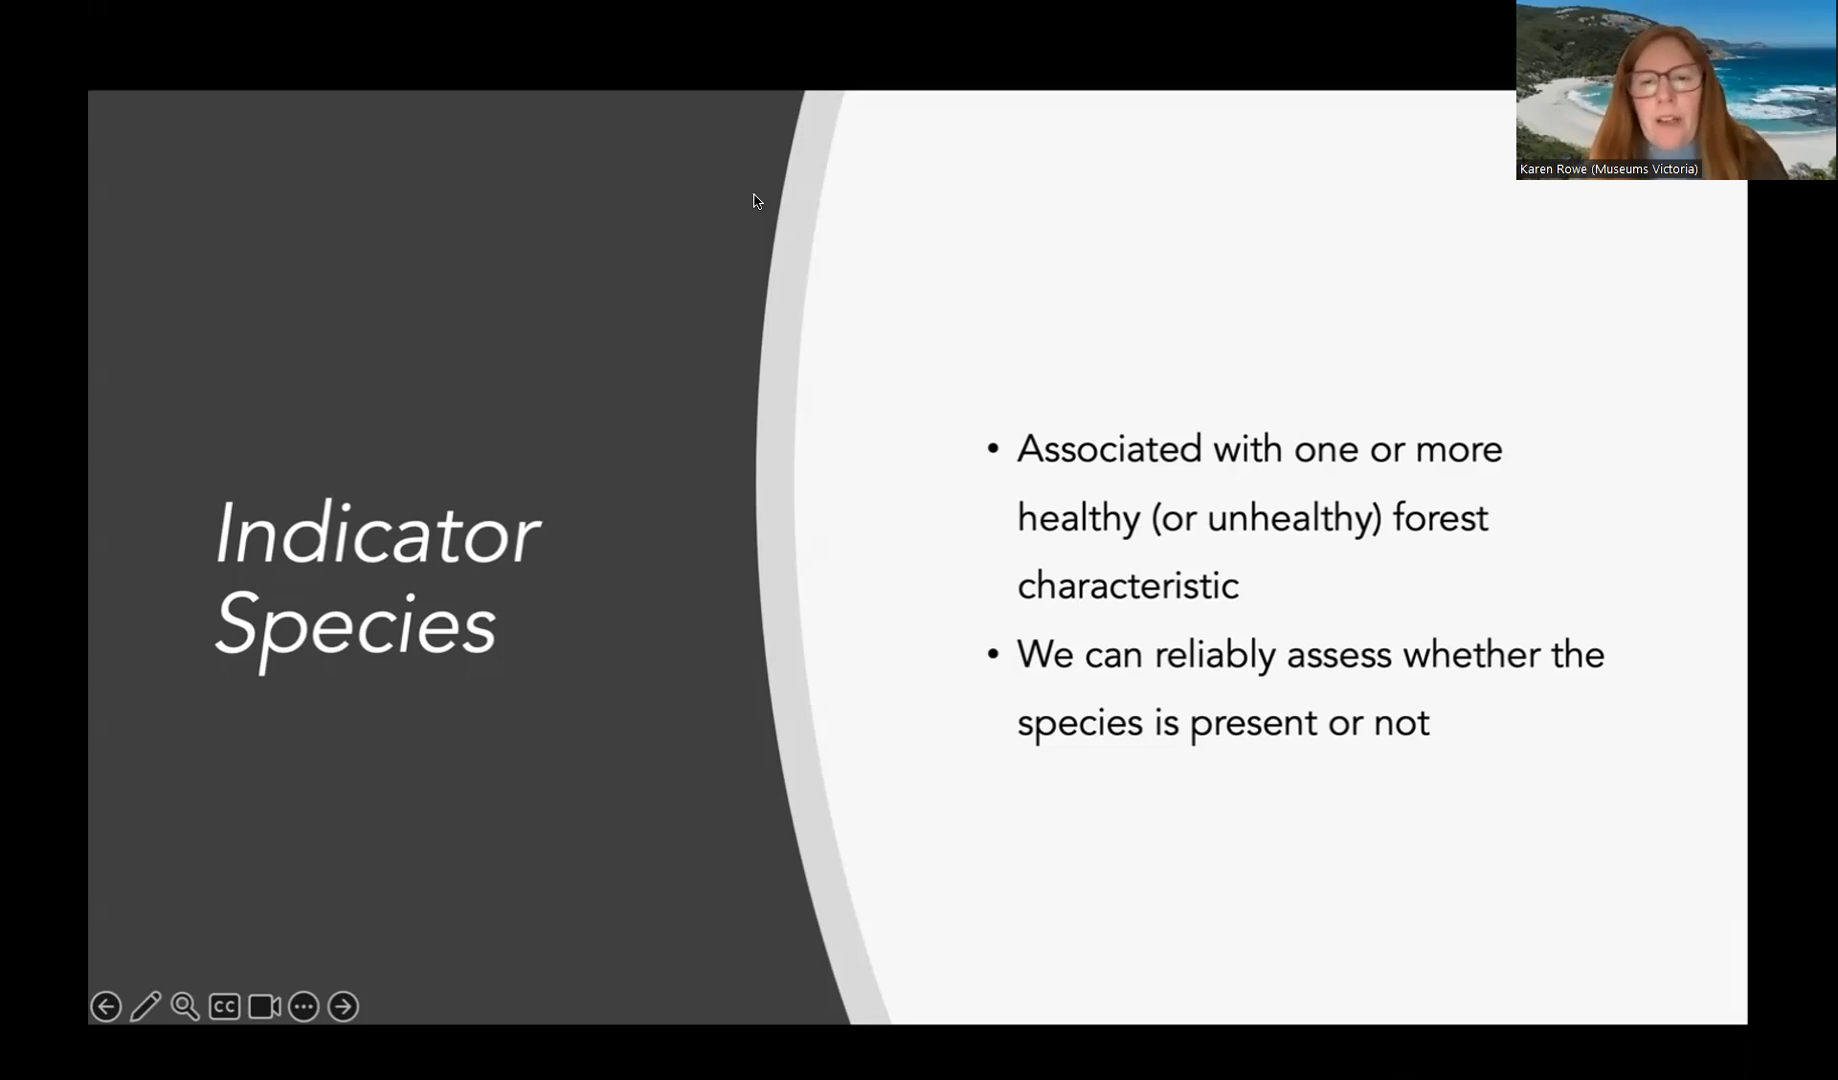 Karen Rowe (Museums Victoria)
Indicator
Species
• Associated with one or more
healthy (or unhealthy) forest
characteristic
• We can reliably assess whether the
species is present or not
CC